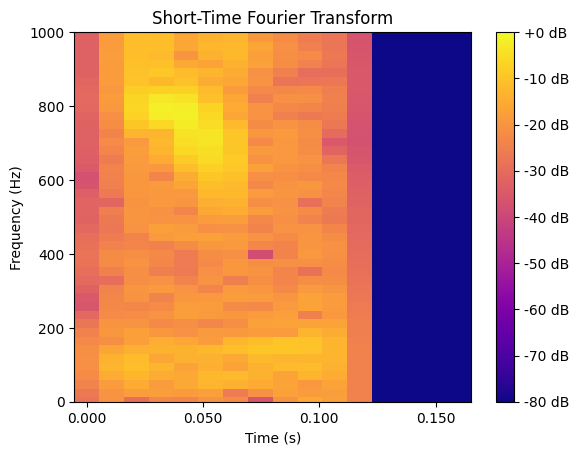 Short-Time Fourier Transform
1000
800
600
400
200
0
Frequency (Hz)
0.000
0.050
0.100
0.150
Time (s)
+0 dB
-10 dB
-20 dB
-30 dB
-40 dB
-50 dB
-60 dB
-70 dB
-80 dB